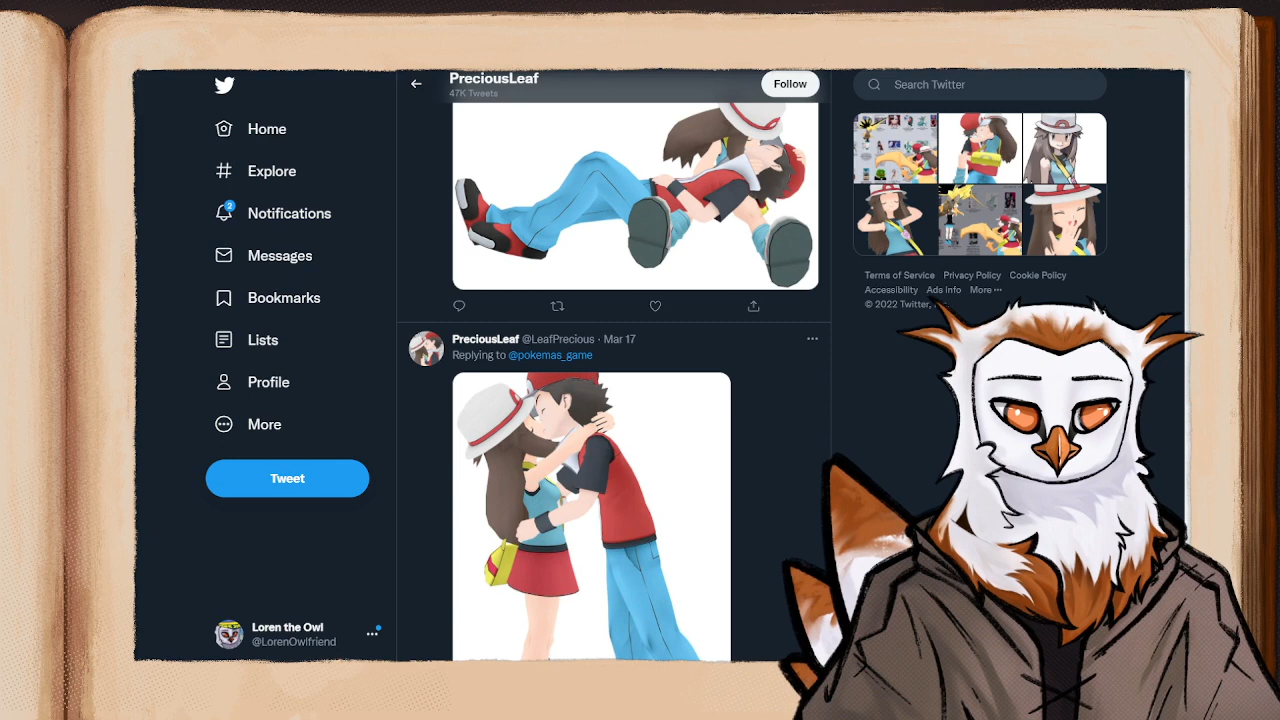 Home
Explore
2
Notifications
Messages
Bookmarks
Lists
Profile
More
Tweet
Loren the Owl
@LorenOwlfriend
PreciousLeaf
47K Tweets
Follow
PreciousLeaf @LeafPrecious · Mar 17
Replying to @pokemas_game
Search Twitter
Terms of Service Privacy Policy Cookie Policy
Accessibility Ads info More
© 2022 Twitter,